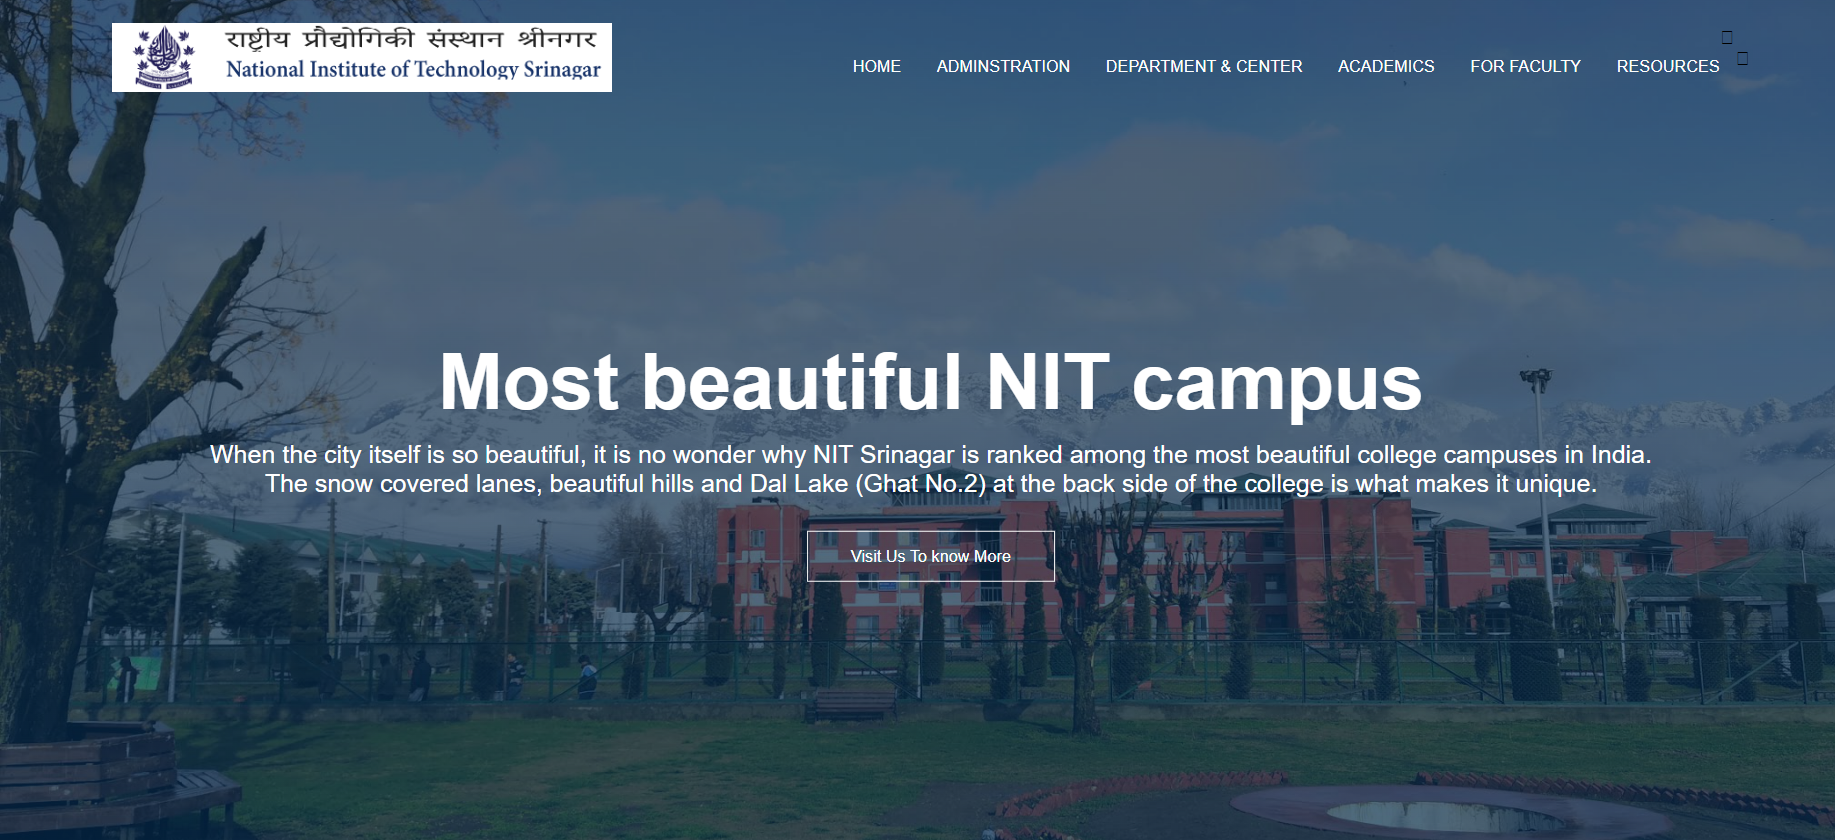 राष्ट्रीय प्रौद्योगिकी संस्थान श्रीनगर
National Institute of Technology Srinagar
HOME ADMINSTRATION DEPARTMENT & CENTER ACADEMICS FOR FACULTY RESOURCES
Most beautiful NIT campus
When the city itself is so beautiful, it is no wonder why NIT Srinagar is ranked among the most beautiful college campuses in India.
The snow covered lanes, beautiful hills and Dal Lake (Ghat No.2) at the back side of the college is what makes it unique.
Visit Us To know More